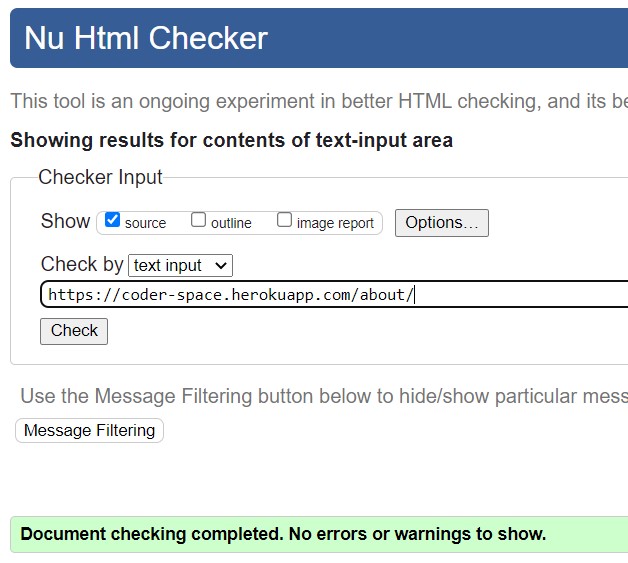 Nu Html Checker
This tool is an ongoing experiment in better HTML checking, and its be
Showing results for contents of text-input area
Checker Input
Show source outline image report Options...
Check by text input
https://coder-space.herokuapp.com/about/
Check
Use the Message Filtering button below to hide/show particular mess
Message Filtering
Document checking completed. No errors or warnings to show.